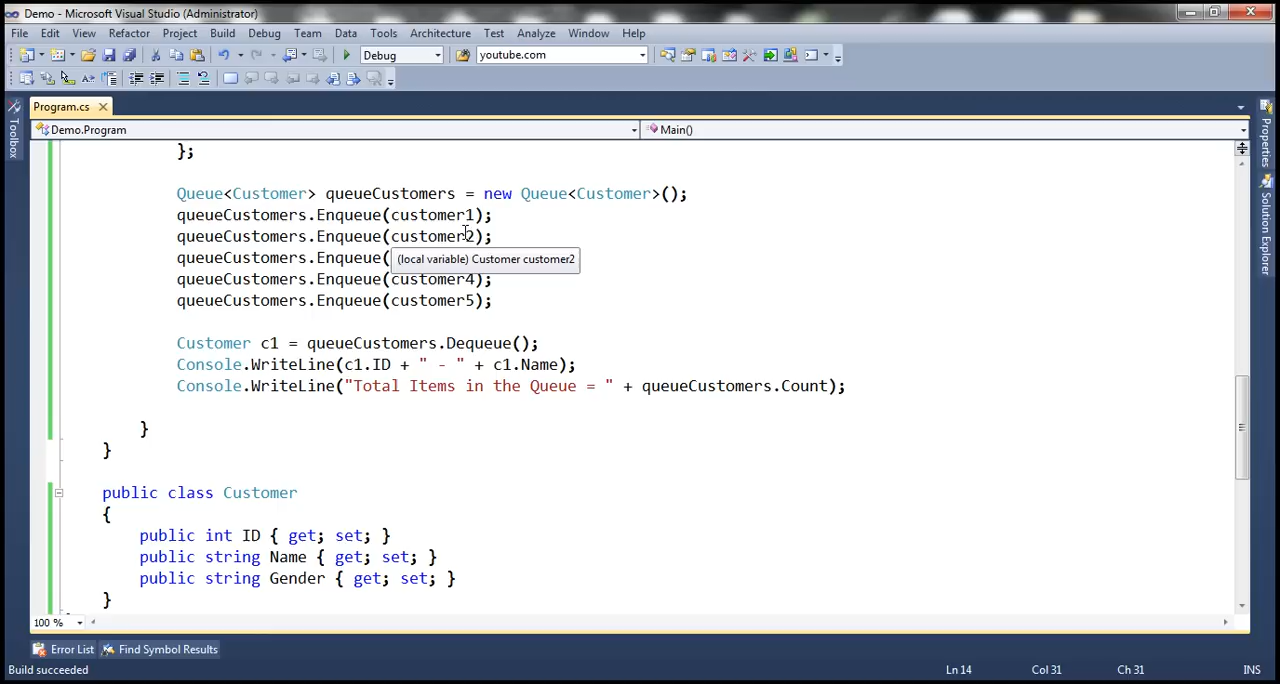 Demo - Microsoft Visual Studio (Administrator)
File Edit View Refactor Project Build Debug Team Data Tools Architecture Test Analyze Window Help
Debug youtube.com
Program.cs
Demo.Program Main()
Toolbox
Properties
Solution Explorer
};
Queue<Customer> queueCustomers = new Queue<Customer>();
queueCustomers.Enqueue(customer1);
queueCustomers.Enqueue(customer2);
queueCustomers.Enqueue(
(local variable) Customer customer2
queueCustomers.Enqueue(customer4);
queueCustomers.Enqueue(customer5);
Customer c1 = queueCustomers.Dequeue();
Console.WriteLine(c1.ID + " - " + c1.Name);
Console.WriteLine("Total Items in the Queue = " + queueCustomers.Count);
}
}
public class Customer
{
public int ID { get; set; }
public string Name { get; set; }
public string Gender { get; set; }
}
100 %
Error List Find Symbol Results
Build succeeded Ln 14 Col 31 Ch 31 INS